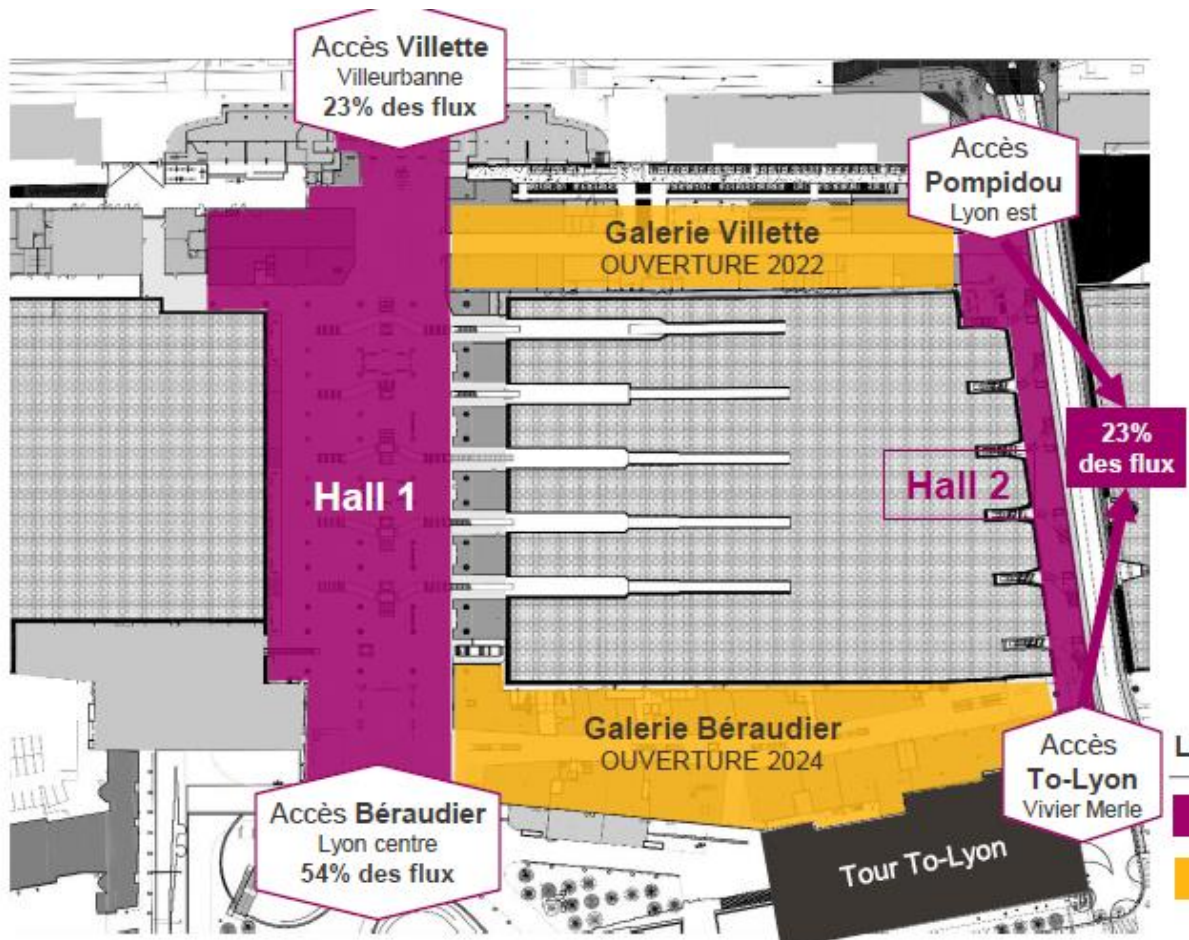 Accès Villette
Villeurbanne
23% des flux
Accès
Pompidou
Lyon est
Galerie Villette
OUVERTURE 2022
23%
des flux
Hall 1
Hall 2
Galerie Béraudier
OUVERTURE 2024
Accès
To-Lyon
Vivier Merle
L
Accès Béraudier
Lyon centre
54% des flux
Tour To-Lyon